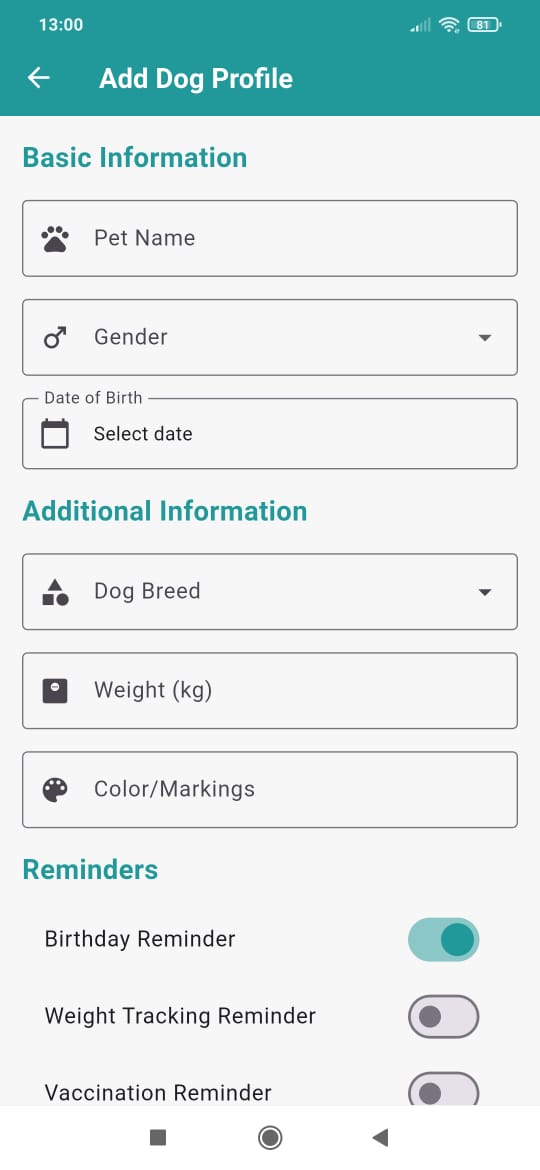 13:00
81
Add Dog Profile
Basic Information
Pet Name
Gender
Date of Birth
Select date
Additional Information
Dog Breed
Weight (kg)
Color/Markings
Reminders
Birthday Reminder
Weight Tracking Reminder
Vaccination Reminder